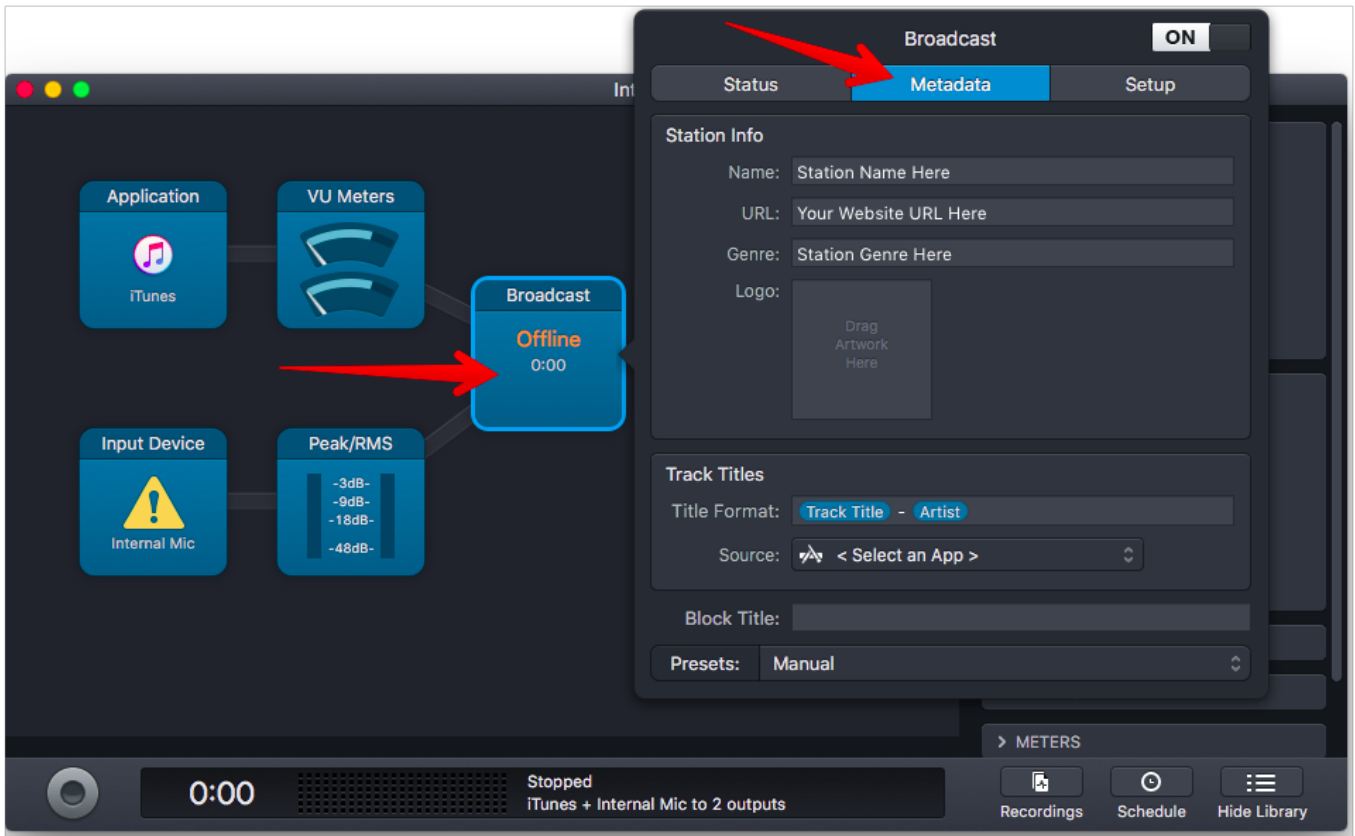 Broadcast
ON
Int
Status
Metadata
Setup
Station Info
Name: Station Name Here
URL: Your Website URL Here
Genre: Station Genre Here
Logo:
Drag
Artwork
Here
Track Titles
Title Format: Track Title - Artist
Source: < Select an App >
Block Title:
Presets: Manual
Application
iTunes
VU Meters
Broadcast
Offline
0:00
Input Device
Internal Mic
Peak/RMS
-3dB-
-9dB-
-18dB-
-48dB-
> METERS
0:00
Stopped
iTunes + Internal Mic to 2 outputs
Recordings
Schedule
Hide Library